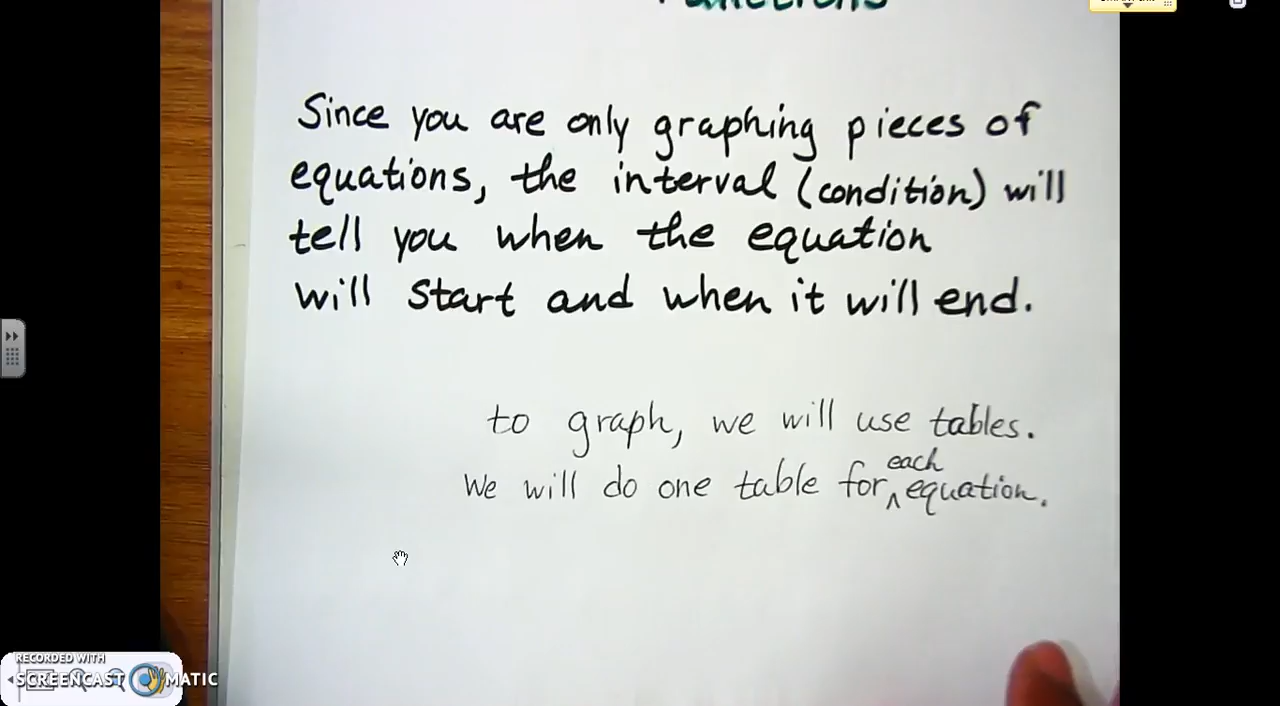 Functions
Since you are only graphing pieces of
equations, the interval (condition) will
tell you when the equation
will start and when it will end.
to graph, we will use tables.
We will do one table for each equation.
RECORDED WITH
SCREENCAST MATIC